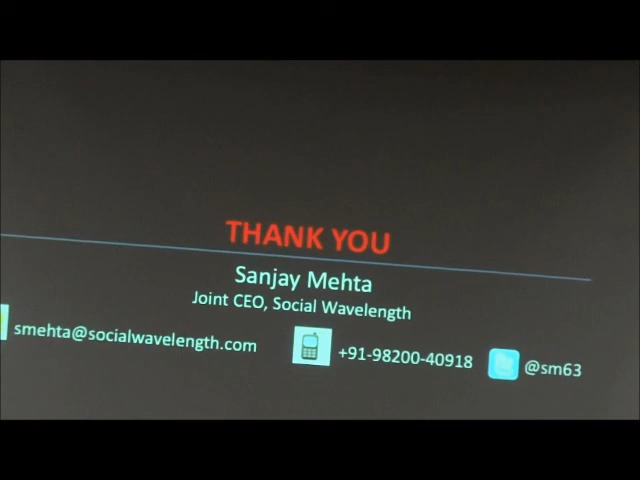 THANK YOU
Sanjay Mehta
Joint CEO, Social Wavelength
smehta@socialwavelength.com +91-98200-40918 @sm63